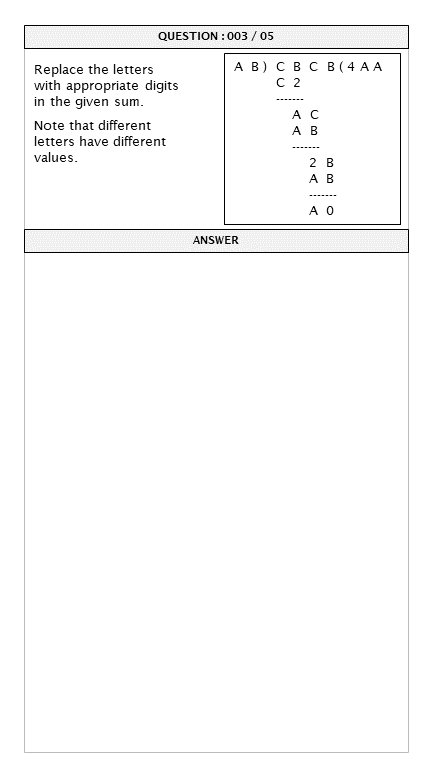 QUESTION : 003 / 05
Replace the letters
with appropriate digits
in the given sum.
Note that different
letters have different
values.
A B ) C B C B ( 4 A A
C 2
-------
A C
A B
-------
2 B
A B
-------
A 0
ANSWER